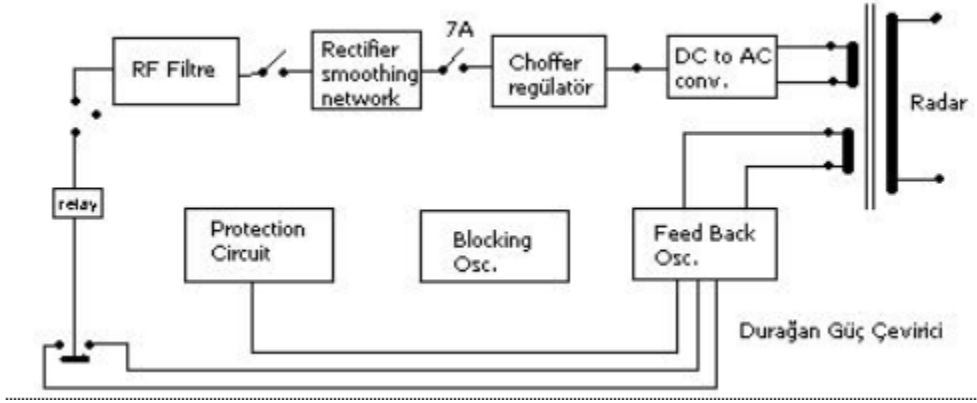 RF Filtre
Rectifier
smoothing
network
7A
Choffer
regülatör
DC to AC
conv.
Radar
relay
Protection
Circuit
Blocking
Osc.
Feed Back
Osc.
Durağan Güç Çevirici